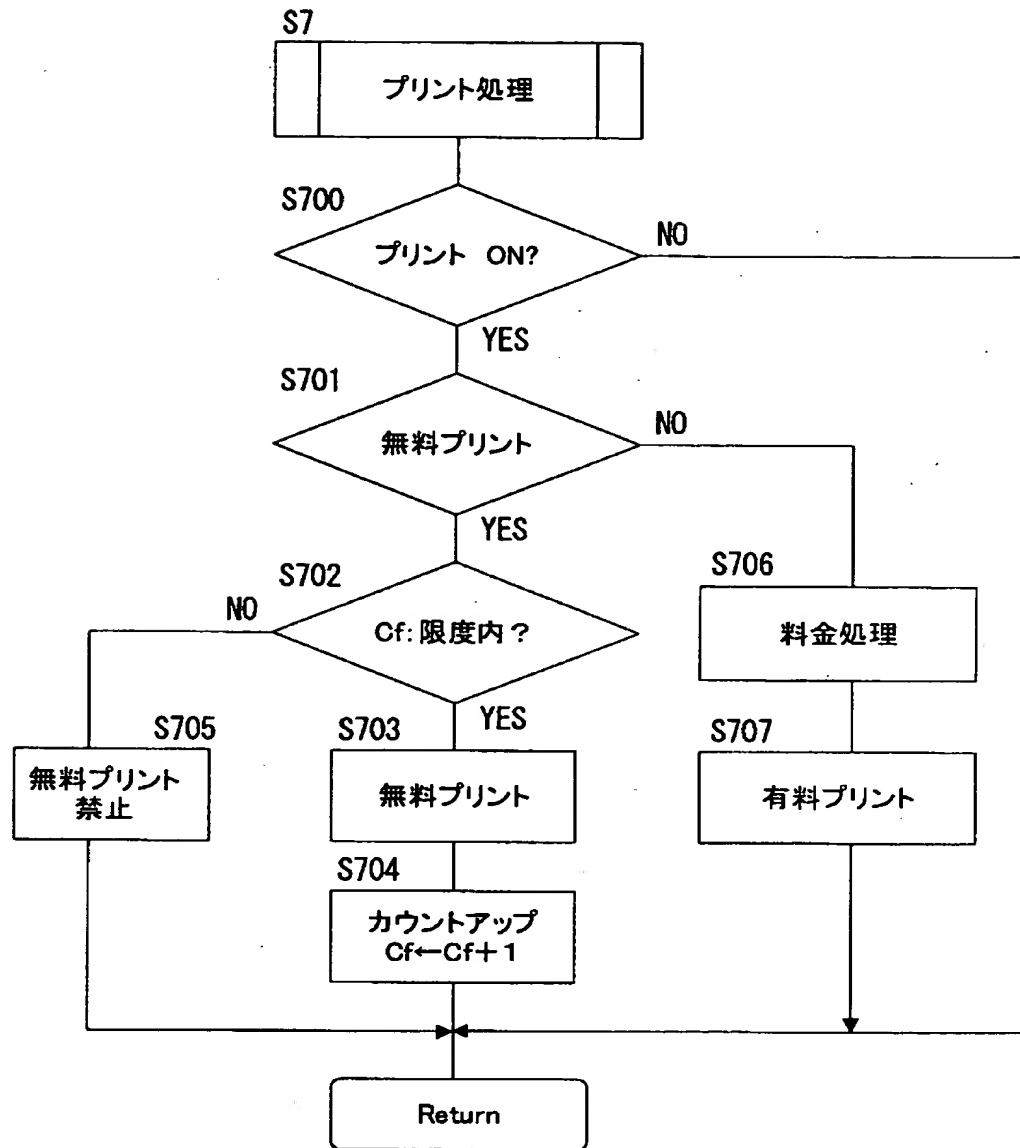 S7
プリント処理
S700
プリント ON?
NO
YES
S701
無料プリント
NO
YES
S702
Cf:限度内?
NO
YES
S706
料金処理
S705
無料プリント
禁止
S703
無料プリント
S707
有料プリント
S704
カウントアップ
Cf←Cf+1
Return